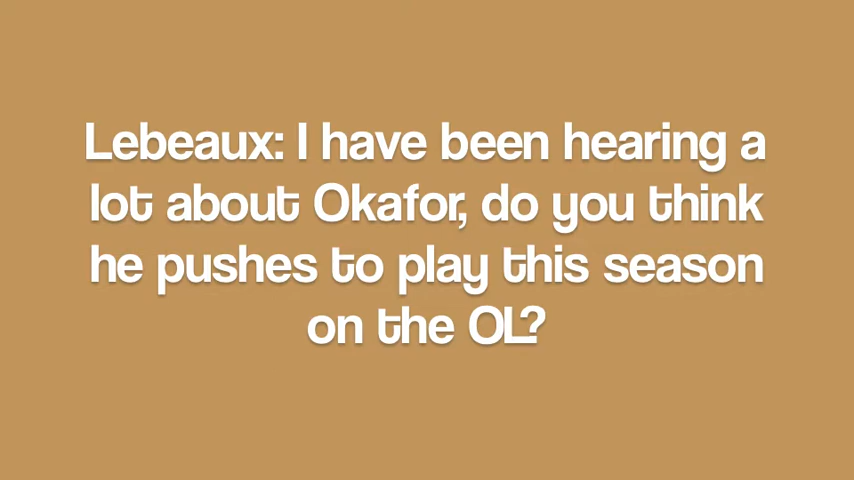 Lebeaux: I have been hearing a
lot about Okafor, do you think
he pushes to play this season
on the OL?